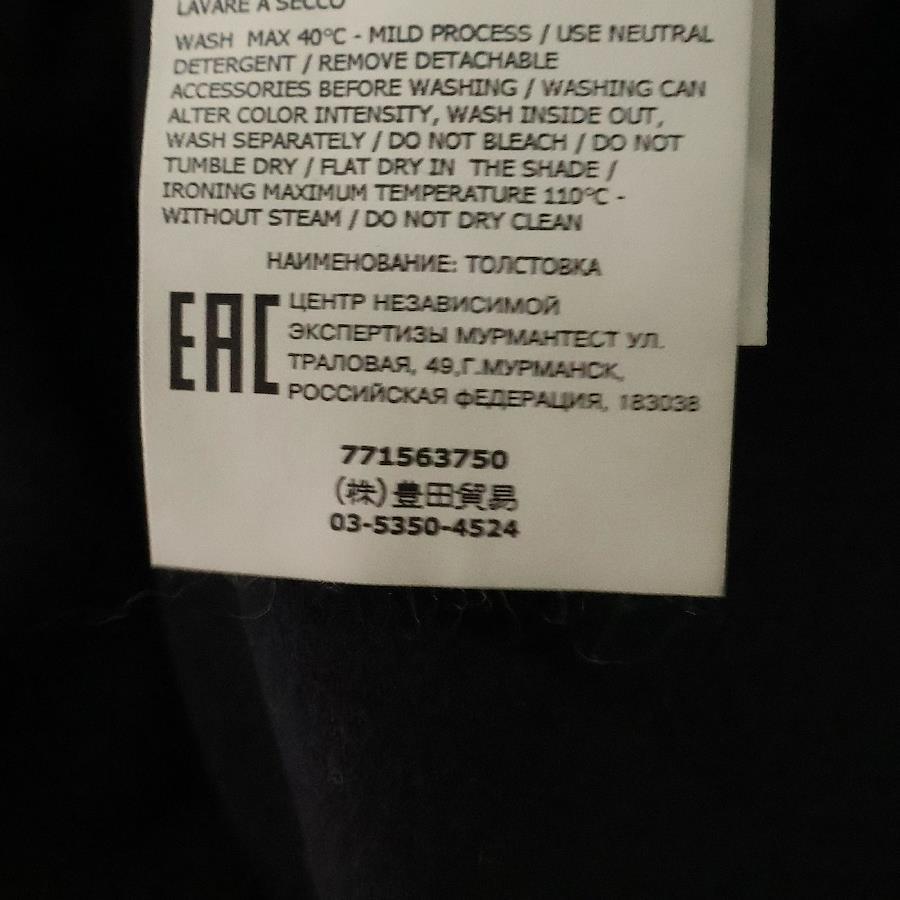 LAVARE A SECCO
WASH MAX 40°C - MILD PROCESS / USE NEUTRAL
DETERGENT / REMOVE DETACHABLE
ACCESSORIES BEFORE WASHING / WASHING CAN
ALTER COLOR INTENSITY, WASH INSIDE OUT,
WASH SEPARATELY / DO NOT BLEACH / DO NOT
TUMBLE DRY / FLAT DRY IN THE SHADE /
IRONING MAXIMUM TEMPERATURE 110°C -
WITHOUT STEAM / DO NOT DRY CLEAN
НАИМЕНОВАНИЕ: ТОЛСТОВКА
EAC
ЦЕНТР НЕЗАВИСИМОЙ
ЭКСПЕРТИЗЫ МУРМАНТЕСТ УЛ.
ТРАЛОВАЯ, 49,Г.МУРМАНСК,
РОССИЙСКАЯ фЕДЕРАЦИЯ, 183038
771563750
(株)豊田貿易
03-5350-4524